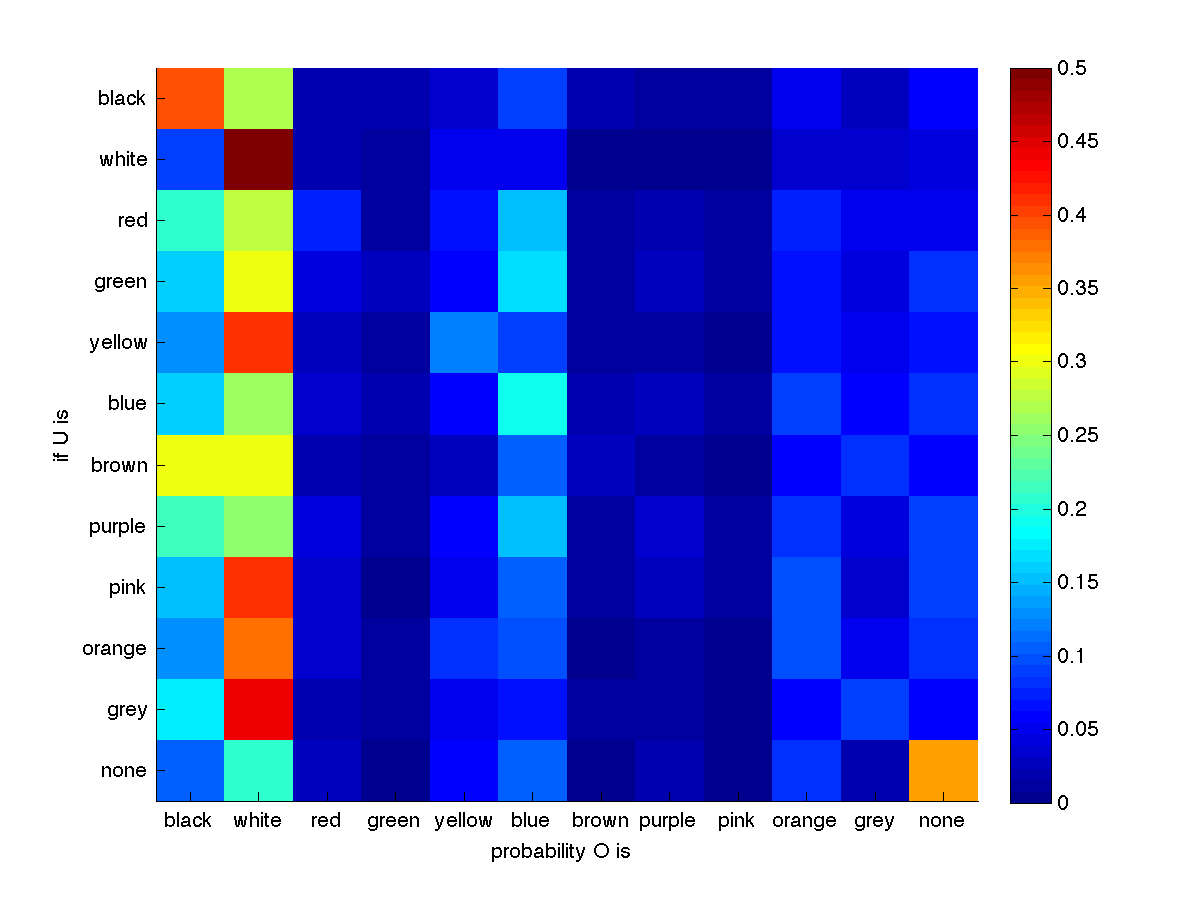 black
white
red
green
yellow
blue
brown
purple
pink
orange
grey
none
if U is
black white red green yellow blue brown purple pink orange grey none
probability O is
0.5
0.45
0.4
0.35
0.3
0.25
0.2
0.15
0.1
0.05
0